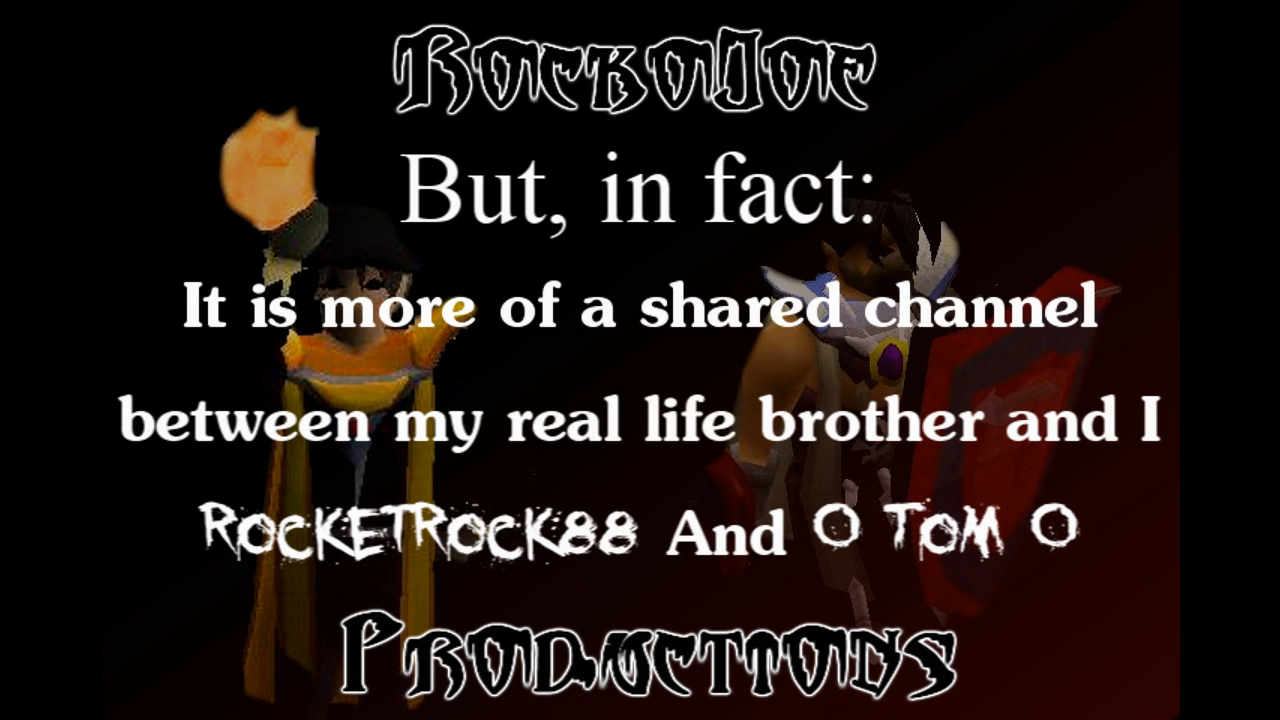 RockoJoe
But, in fact:
It is more of a shared channel
between my real life brother and I
RocketRock88 And O Tom O
Productions